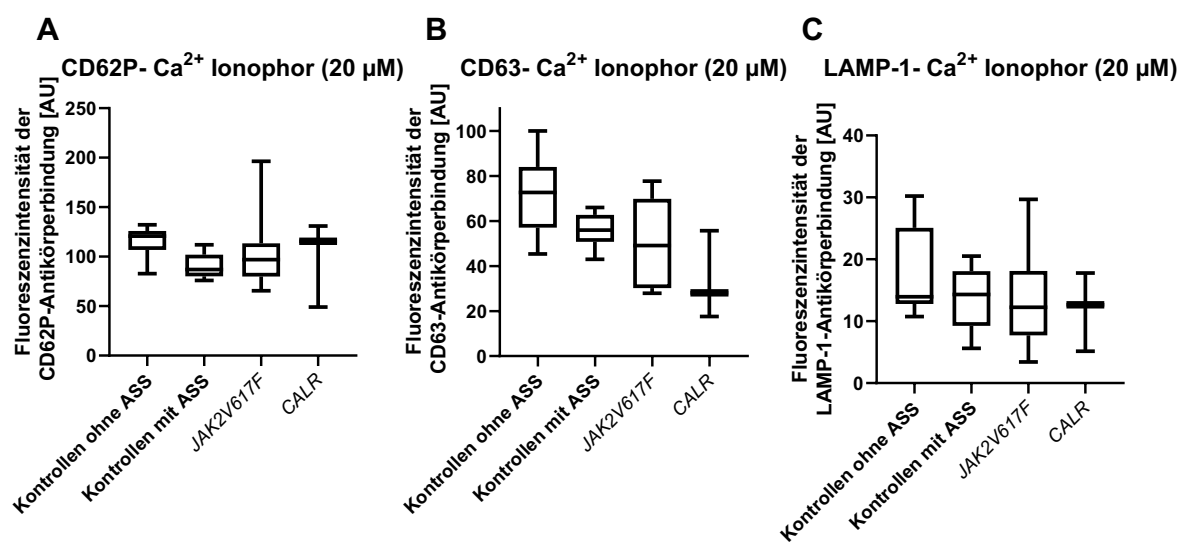 A
CD62P- Ca2+ Ionophor (20 µM)
Fluoreszenzintensität der
CD62P-Antikörperbindung [AU]
250
200
150
100
50
0
Kontrollen ohne ASS
Kontrollen mit ASS
JAK2V617F
CALR
B
CD63- Ca2+ Ionophor (20 µM)
Fluoreszenzintensität der
CD63-Antikörperbindung [AU]
100
80
60
40
20
0
Kontrollen ohne ASS
Kontrollen mit ASS
JAK2V617F
CALR
C
LAMP-1- Ca2+ Ionophor (20 µM)
Fluoreszenzintensität der
LAMP-1-Antikörperbindung [AU]
40
30
20
10
0
Kontrollen ohne ASS
Kontrollen mit ASS
JAK2V617F
CALR